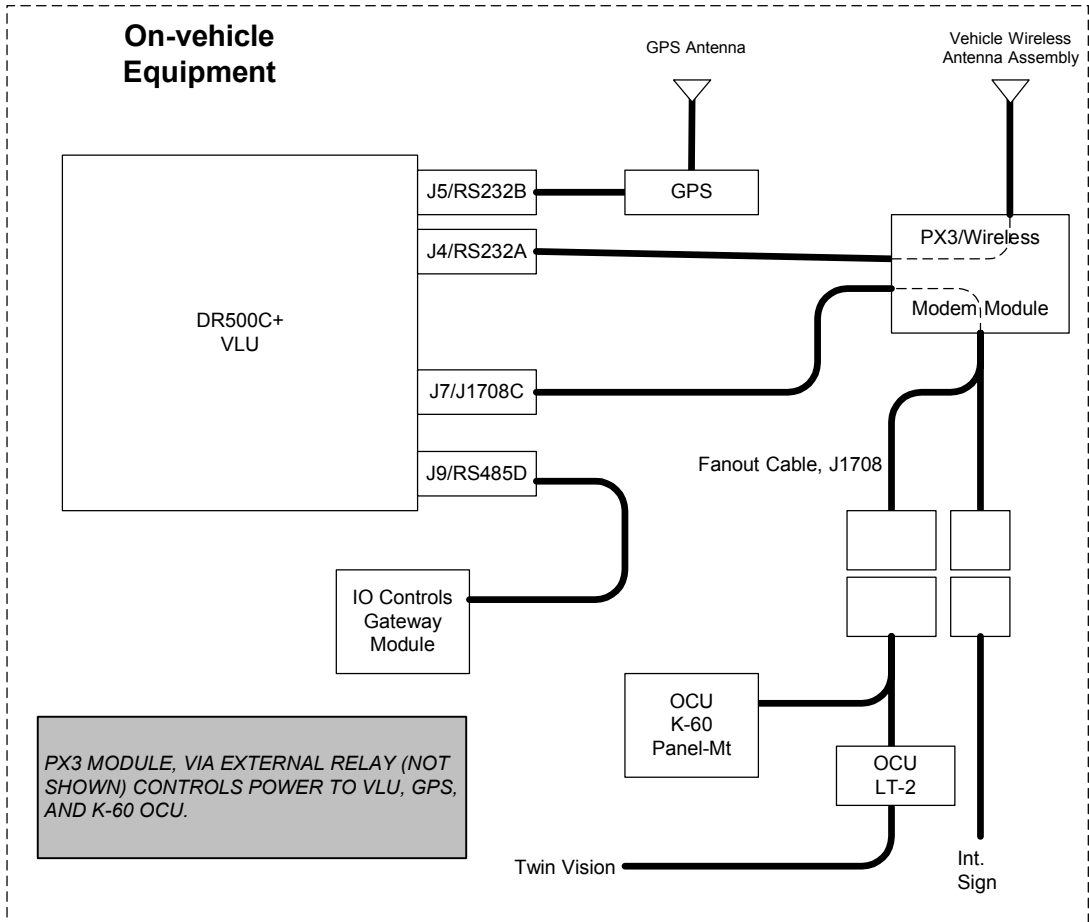 On-vehicle
Equipment
GPS Antenna
Vehicle Wireless
Antenna Assembly
J5/RS232B
GPS
J4/RS232A
PX3/Wireless
Modem Module
DR500C+
VLU
J7/J1708C
Fanout Cable, J1708
J9/RS485D
IO Controls
Gateway
Module
OCU
K-60
Panel-Mt
PX3 MODULE, VIA EXTERNAL RELAY (NOT
SHOWN) CONTROLS POWER TO VLU, GPS,
AND K-60 OCU.
OCU
LT-2
Twin Vision
Int.
Sign